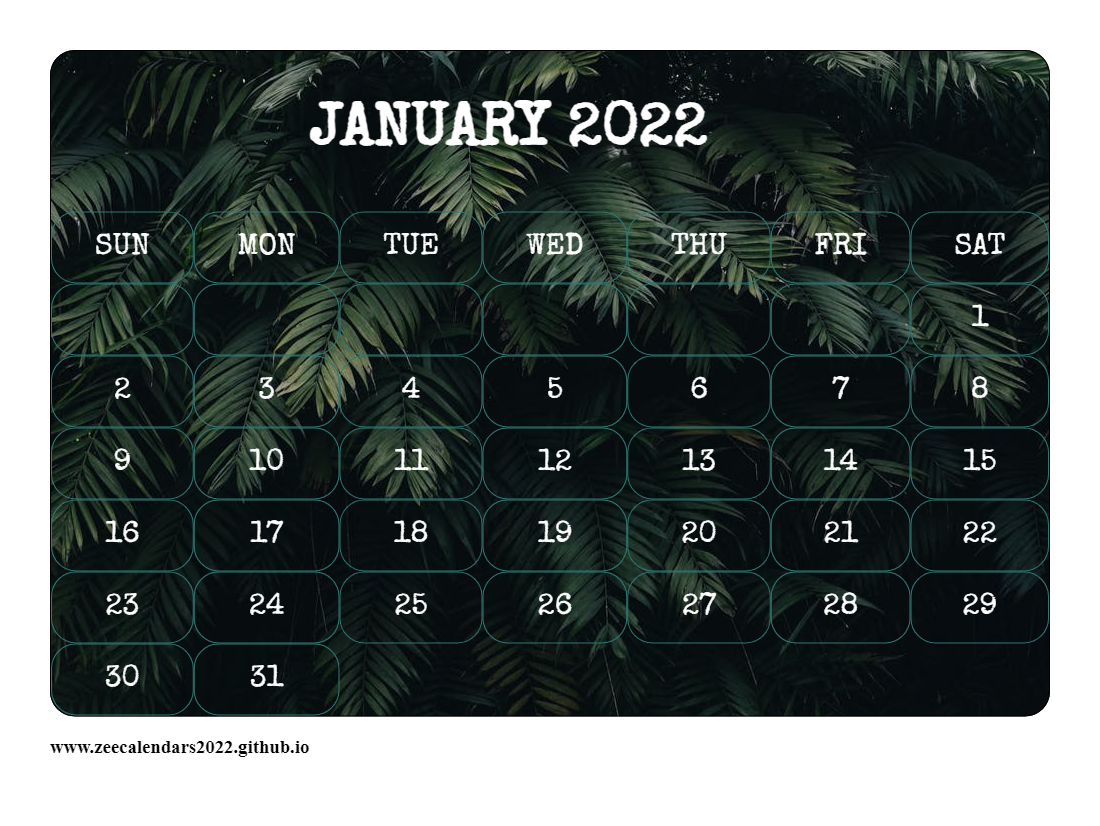 JANUARY 2022
SUN MON TUE WED THU FRI SAT
1
2 3 4 5 6 7 8
9 10 11 12 13 14 15
16 17 18 19 20 21 22
23 24 25 26 27 28 29
30 31
www.zeecalendars2022.github.io